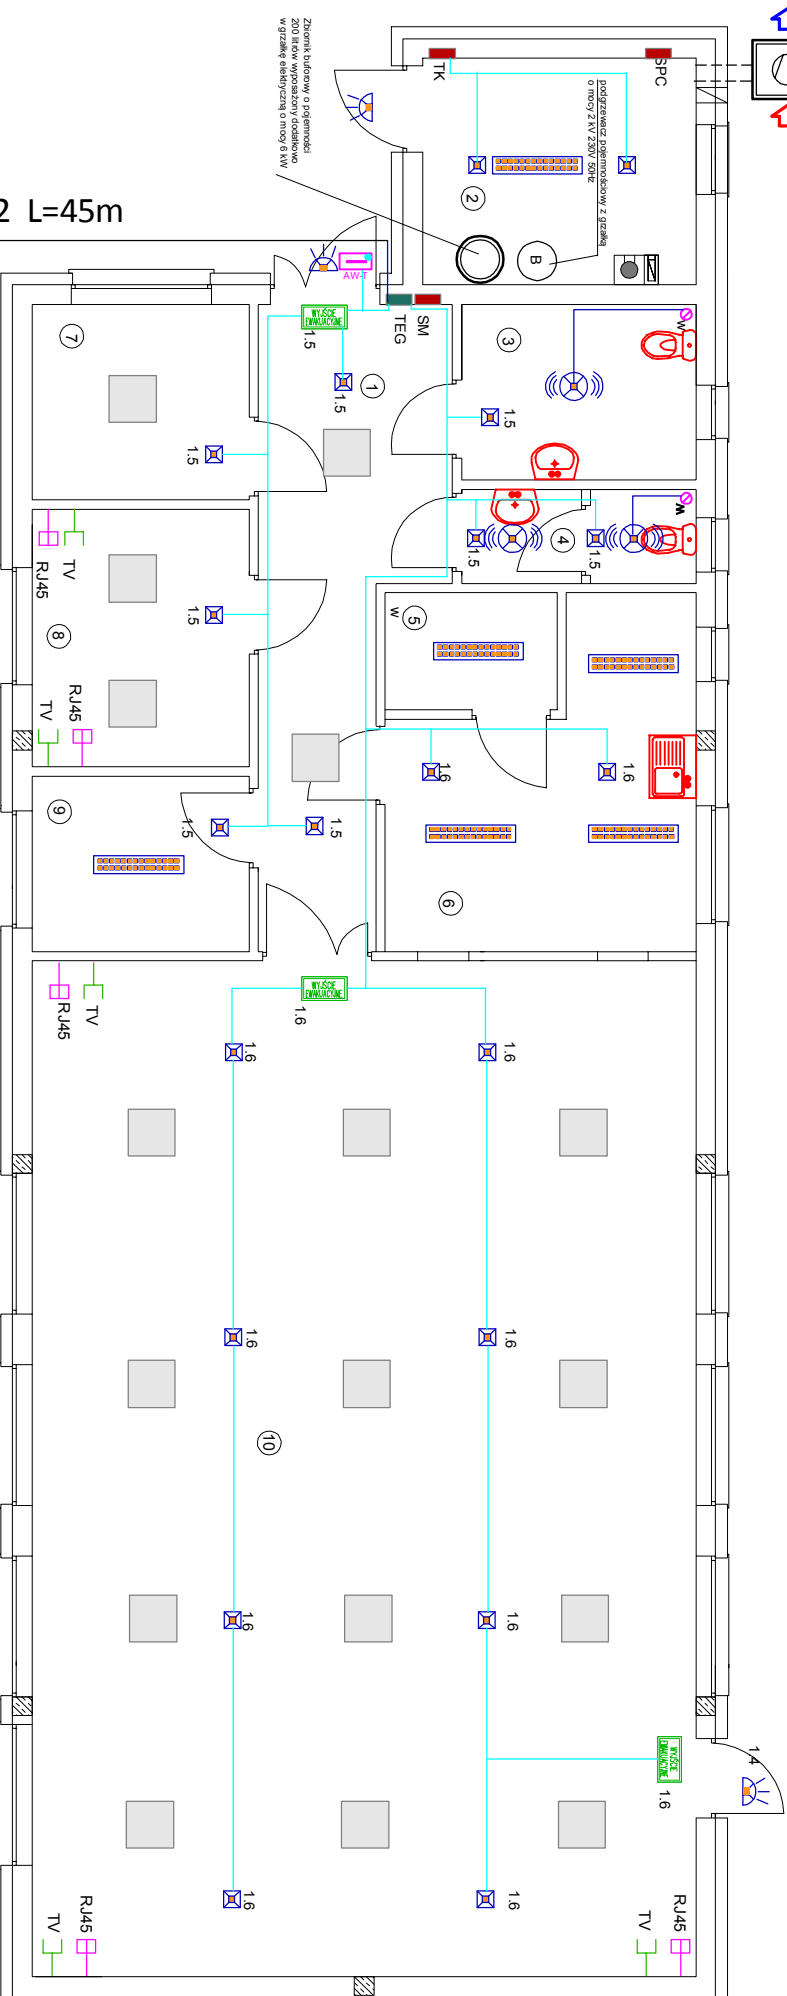 Zbiornik buforowy o pojemności
200 litrów wyposażony dodatkowo
w grzałkę elektryczną o mocy 6 kW
TK
SPC
podgrzewacz pojemnościowy z grzałką
o mocy 2 kV 230V 50Hz
2
B
2 L=45m
AW-T
TEG
SM
WYJŚCIE
EWAKUACYJNE
1.5
1.5
1
7
1.5
3
W
1.5
4
W
1.5
1.5
TV
RJ45
8
1.5
RJ45
TV
5
W
1.6
1.6
9
1.5
1.5
6
WYJŚCIE
EWAKUACYJNE
1.6
TV
RJ45
1.6
1.6
1.6
1.6
10
1.6
1.6
WYJŚCIE
EWAKUACYJNE
1.6
14
1.6
1.6
TV
RJ45
TV
RJ45